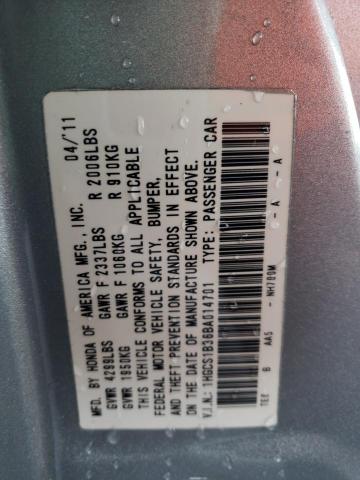 MFD. BY HONDA OF AMERICA MFG., INC. 04/'11
GVWR 4299LBS GAWR F 2337LBS R 2006LBS
GVWR 1950KG GAWR F 1060KG R 910KG
THIS VEHICLE CONFORMS TO ALL APPLICABLE
FEDERAL MOTOR VEHICLE SAFETY, BUMPER,
AND THEFT PREVENTION STANDARDS IN EFFECT
ON THE DATE OF MANUFACTURE SHOWN ABOVE.
V.I.N.: 1HGCS1B36BA014701 TYPE: PASSENGER CAR
B AA5 NH700M A - A